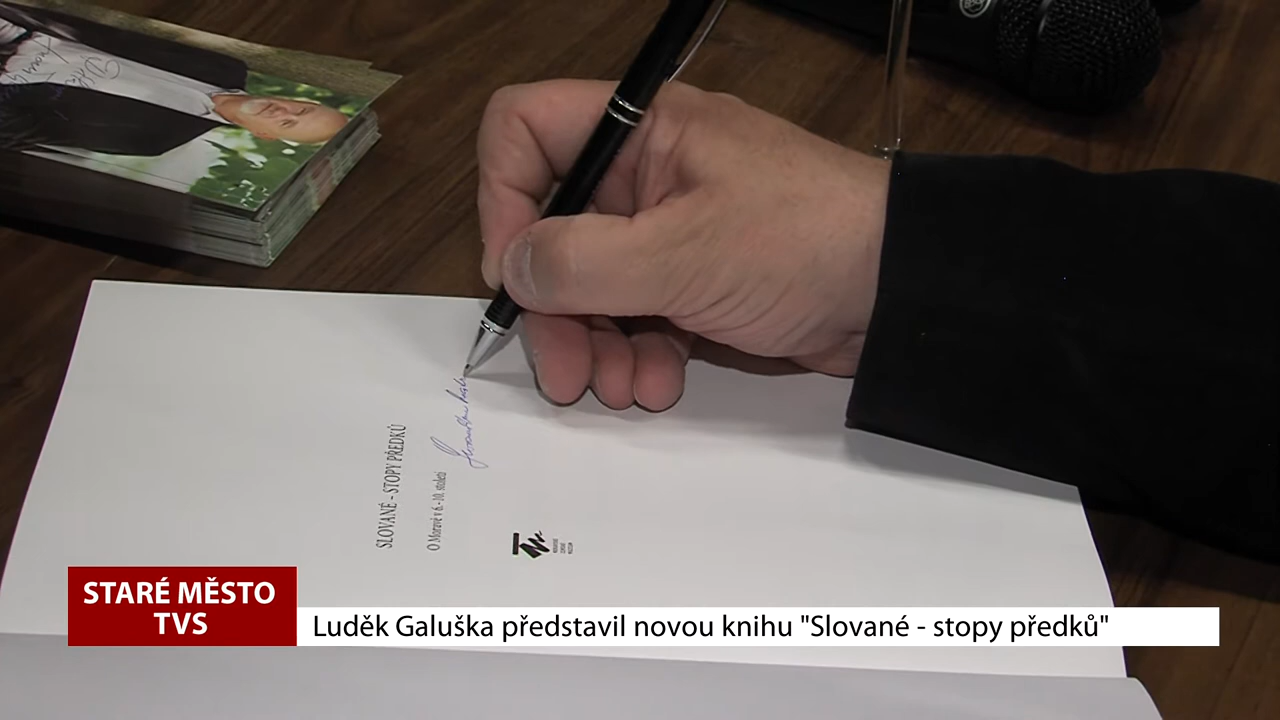 SLOVANÉ - STOPY PŘEDKŮ
O Moravě v 6. - 10. století
STARÉ MĚSTO
TVS
Luděk Galuška představil novou knihu "Slované - stopy předků"